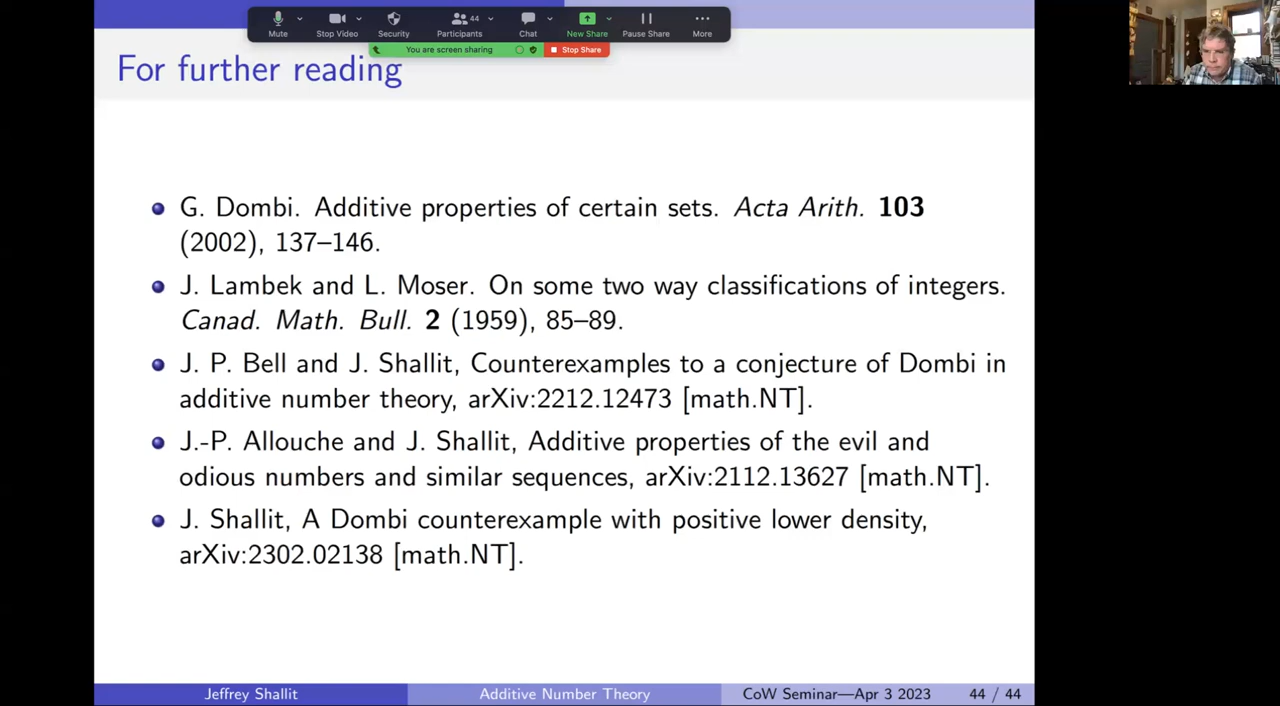 Mute
Stop Video
Security
Participants
44
Chat
New Share
Pause Share
More
You are screen sharing
Stop Share
For further reading
G. Dombi. Additive properties of certain sets. Acta Arith. 103
(2002), 137–146.
J. Lambek and L. Moser. On some two way classifications of integers.
Canad. Math. Bull. 2 (1959), 85–89.
J. P. Bell and J. Shallit, Counterexamples to a conjecture of Dombi in
additive number theory, arXiv:2212.12473 [math.NT].
J.-P. Allouche and J. Shallit, Additive properties of the evil and
odious numbers and similar sequences, arXiv:2112.13627 [math.NT].
J. Shallit, A Dombi counterexample with positive lower density,
arXiv:2302.02138 [math.NT].
Jeffrey Shallit
Additive Number Theory
CoW Seminar—Apr 3 2023
44 / 44